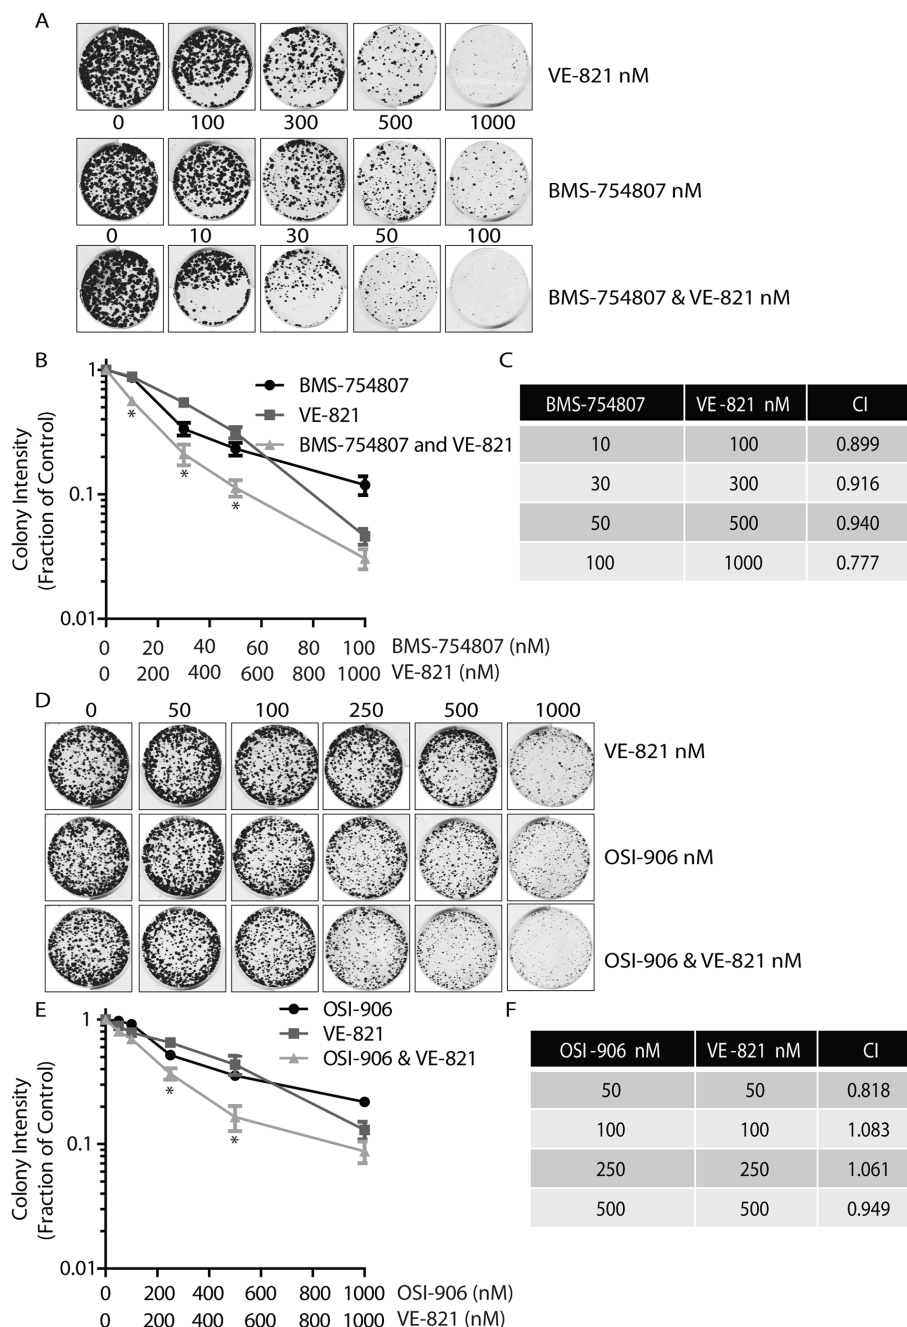 A
VE-821 nM
0 100 300 500 1000
BMS-754807 nM
0 10 30 50 100
BMS-754807 & VE-821 nM
B
Colony Intensity
(Fraction of Control)
1
0.1
0.01
BMS-754807
VE-821
BMS-754807 and VE-821
*
*
*
0 20 40 60 80 100 BMS-754807 (nM)
0 200 400 600 800 1000 VE-821 (nM)
C
BMS-754807 VE-821 nM CI
10 100 0.899
30 300 0.916
50 500 0.940
100 1000 0.777
D
0 50 100 250 500 1000
VE-821 nM
OSI-906 nM
OSI-906 & VE-821 nM
E
Colony Intensity
(Fraction of Control)
1
0.1
0.01
OSI-906
VE-821
OSI-906 & VE-821
*
*
0 200 400 600 800 1000 OSI-906 (nM)
0 200 400 600 800 1000 VE-821 (nM)
F
OSI-906 nM VE-821 nM CI
50 50 0.818
100 100 1.083
250 250 1.061
500 500 0.949